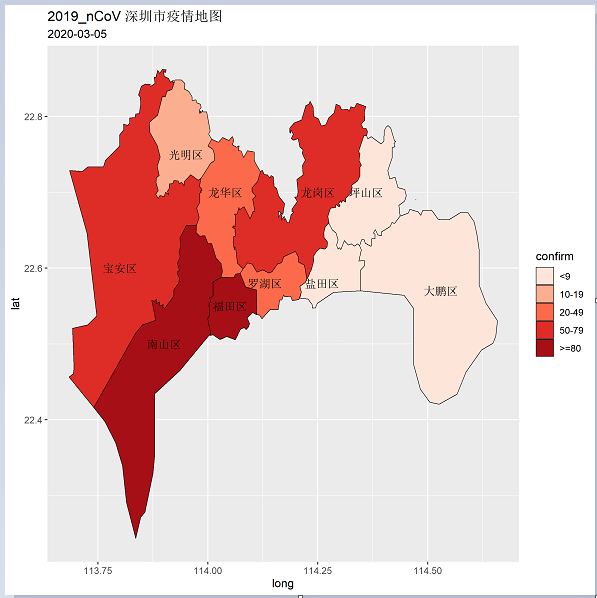 2019_nCoV 深圳市疫情地图
2020-03-05
22.8
22.6
22.4
lat
光明区
龙华区
龙岗区
坪山区
宝安区
罗湖区
盐田区
大鹏区
福田区
南山区
113.75
114.00
114.25
114.50
long
confirm
<9
10-19
20-49
50-79
>=80